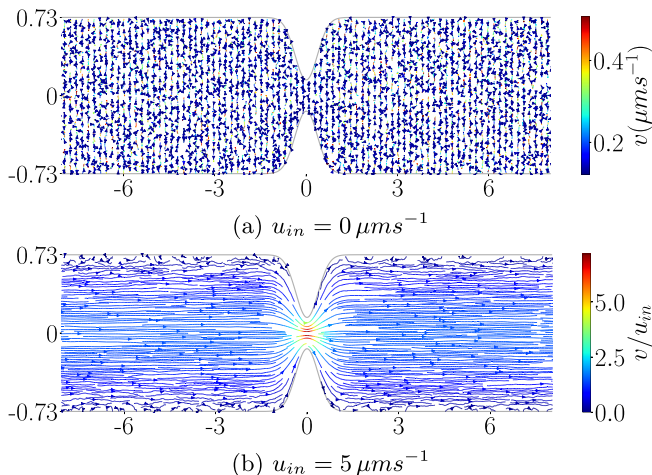 0.73
0
-0.73
-6 -3 0 3 6
0.4
0.2
v(μms⁻¹)
(a) u_in = 0 μms⁻¹
0.73
0
-0.73
-6 -3 0 3 6
5.0
2.5
0.0
v/u_in
(b) u_in = 5 μms⁻¹